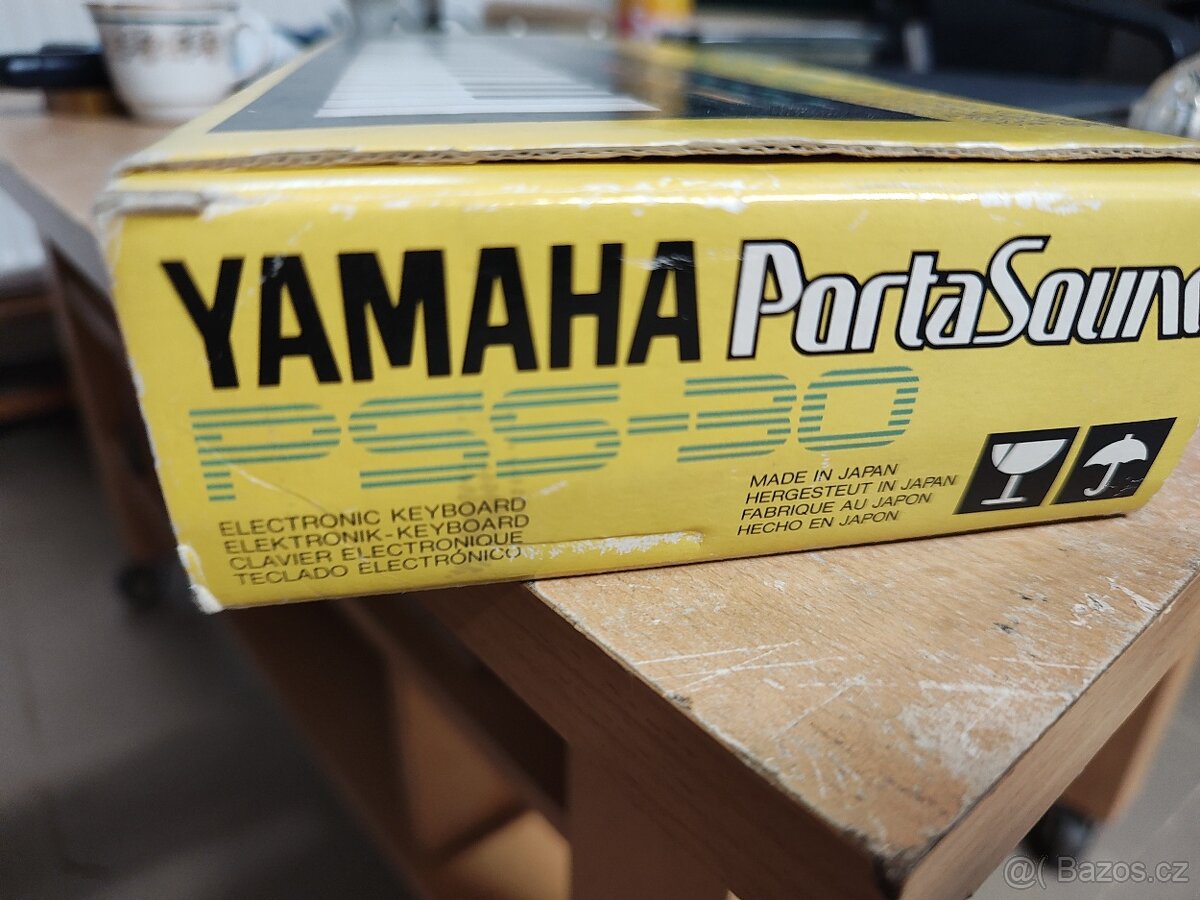 YAMAHA PortaSound
PSS-30
ELECTRONIC KEYBOARD
ELEKTRONIK-KEYBOARD
CLAVIER ELECTRONIQUE
TECLADO ELECTRÓNICO
MADE IN JAPAN
HERGESTEUT IN JAPAN
FABRIQUE AU JAPON
HECHO EN JAPON
@( Bazos.cz